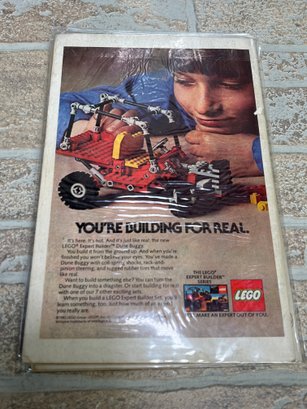 YOU'RE BUILDING FOR REAL.
It's here. It's hot. And it's just like real, the new
LEGO® Expert Builder™ Dune Buggy.
You build it from the ground up. And when you're
finished you won't believe your eyes. You've made a
Dune Buggy with coil-spring shocks, rack-and-
pinion steering, and rugged rubber tires that move
like real.
Want to build something else? You can turn the
Dune Buggy into a dragster. Or start building for real
with one of our 7 other exciting sets.
When you build a LEGO Expert Builder Set, you'll
learn something, too. Just how much of an expert
you really are.
THE LEGO®
EXPERT BUILDER™
SERIES
LEGO
MAKE AN EXPERT OUT OF YOU.